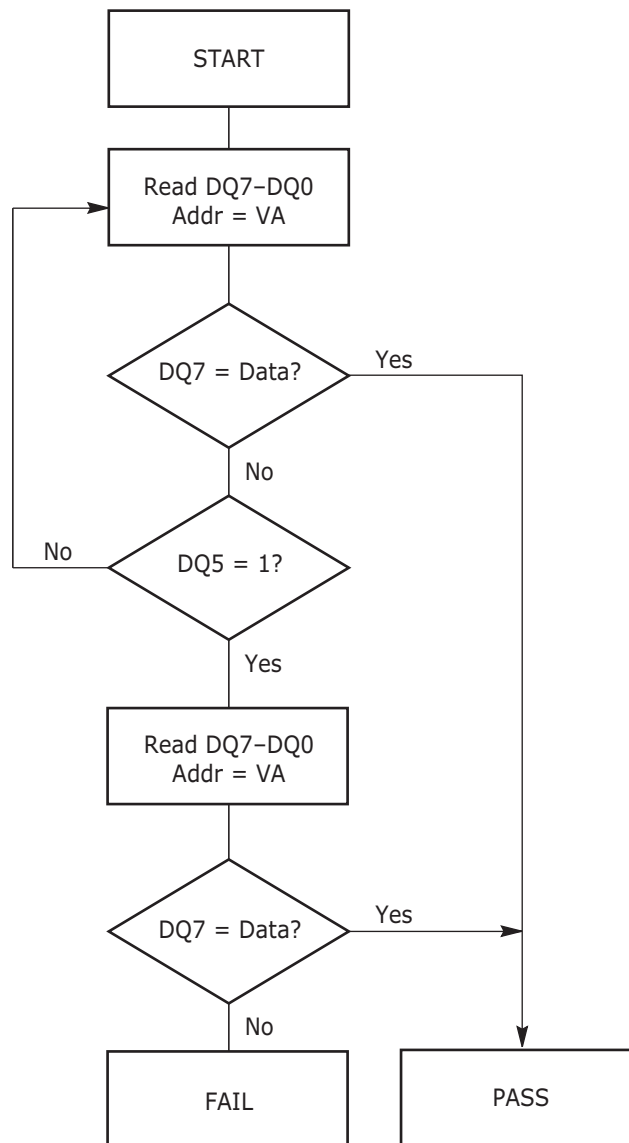 START
Read DQ7–DQ0
Addr = VA
DQ7 = Data?
Yes
No
No
DQ5 = 1?
Yes
Read DQ7–DQ0
Addr = VA
DQ7 = Data?
Yes
No
FAIL
PASS